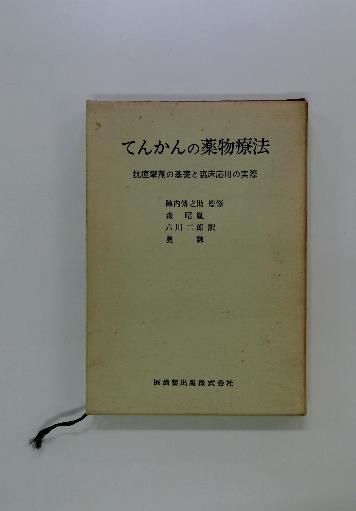 てんかんの薬物療法
抗痙攣剤の基礎と臨床応用の実際
陣内傳之助 監修
森 昭胤
六川二郎 訳
奥
医歯薬出版株式会社